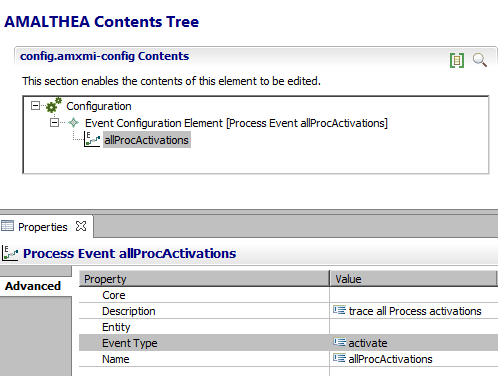 AMALTHEA Contents Tree
config.amxmi-config Contents
This section enables the contents of this element to be edited.
Configuration
Event Configuration Element [Process Event allProcActivations]
allProcActivations
Properties
Process Event allProcActivations
Advanced
Property Value
Core
Description trace all Process activations
Entity
Event Type activate
Name allProcActivations